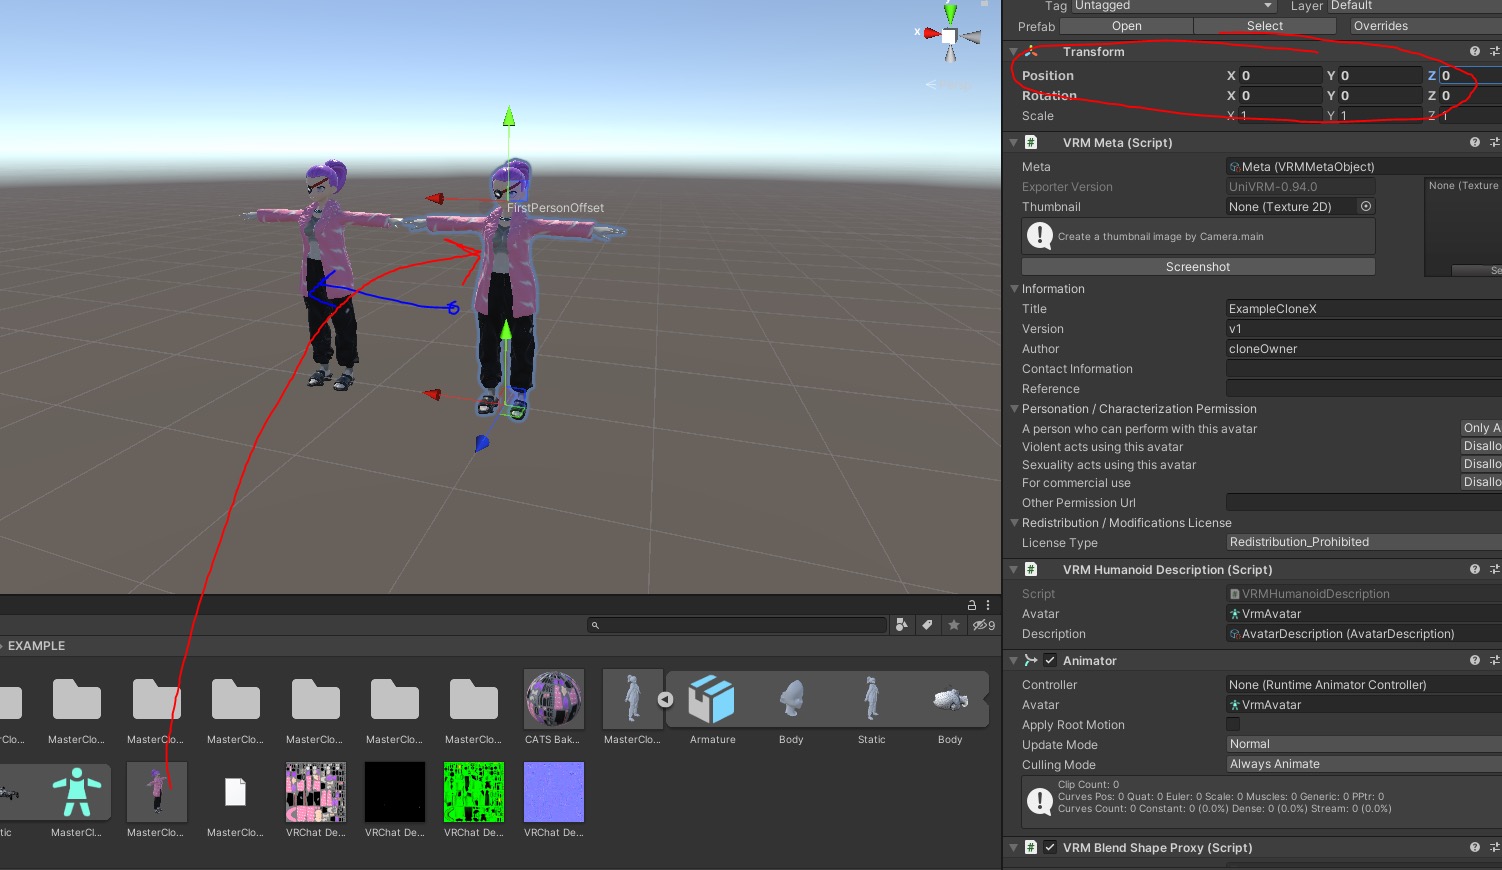 Tag Untagged Layer Default
Prefab Open Select Overrides
x
Transform
Position X 0 Y 0 Z 0
Rotation X 0 Y 0 Z 0
Scale X 1 Y 1 Z 1
# VRM Meta (Script)
Meta Meta (VRMMetaObject)
Exporter Version UniVRM-0.94.0 None (Texture
Thumbnail None (Texture 2D)
FirstPersonOffset
Create a thumbnail image by Camera.main
Screenshot Se
Information
Title ExampleCloneX
Version v1
Author cloneOwner
Contact Information
Reference
Personation / Characterization Permission
A person who can perform with this avatar Only A
Violent acts using this avatar Disallo
Sexuality acts using this avatar Disallo
For commercial use Disallo
Other Permission Url
Redistribution / Modifications License
License Type Redistribution_Prohibited
# VRM Humanoid Description (Script)
Script VRMHumanoidDescription
Avatar VrmAvatar
Description AvatarDescription (AvatarDescription)
Animator
Controller None (Runtime Animator Controller)
Avatar VrmAvatar
Apply Root Motion
Update Mode Normal
Culling Mode Always Animate
Clip Count: 0
Curves Pos: 0 Quat: 0 Euler: 0 Scale: 0 Muscles: 0 Generic: 0 PPtr: 0
Curves Count: 0 Constant: 0 (0.0%) Dense: 0 (0.0%) Stream: 0 (0.0%)
# VRM Blend Shape Proxy (Script)
9
EXAMPLE
Clo... MasterClo... MasterClo... MasterClo... MasterClo... MasterClo... MasterClo... CATS Bak... MasterClo... Armature Body Static Body
tic MasterCl... MasterClo... MasterClo... VRChat De... VRChat De... VRChat De... VRChat De...